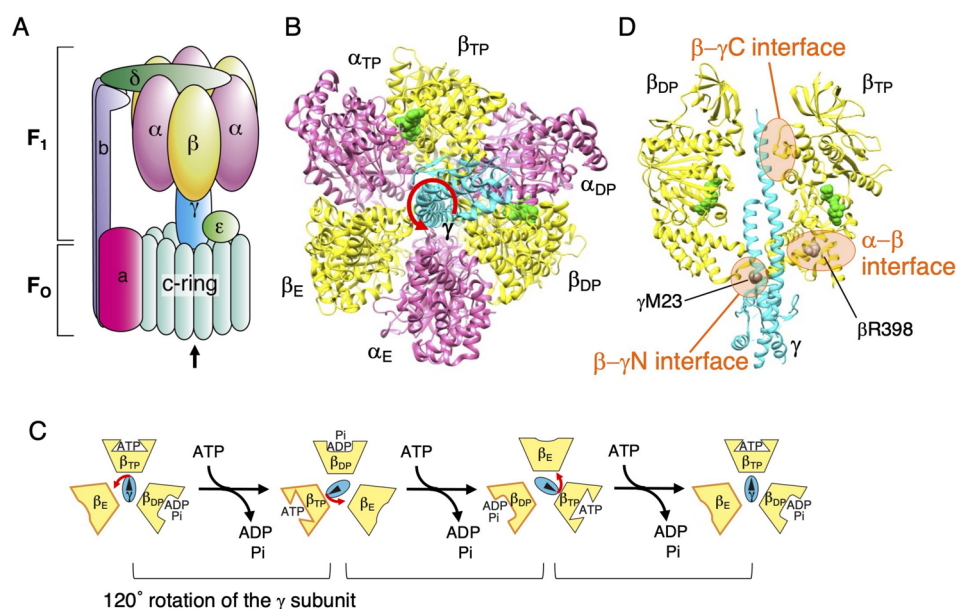 A
F₁
Fo
δ
b
α
β
α
γ
ε
a
c-ring
B
αTP
βTP
αDP
βDP
αE
βE
γ
D
β–γC interface
βDP
βTP
α–β
interface
γM23
βR398
β–γN interface
γ
C
ATP
βTP
βE
γ
βDP
ADP
Pi
ATP
ADP
Pi
Pi
ADP
βDP
βTP
ATP
βE
ATP
ADP
Pi
βE
ADP
Pi
βDP
βTP
ATP
ATP
ADP
Pi
ATP
βTP
βE
γ
βDP
ADP
Pi
120° rotation of the γ subunit